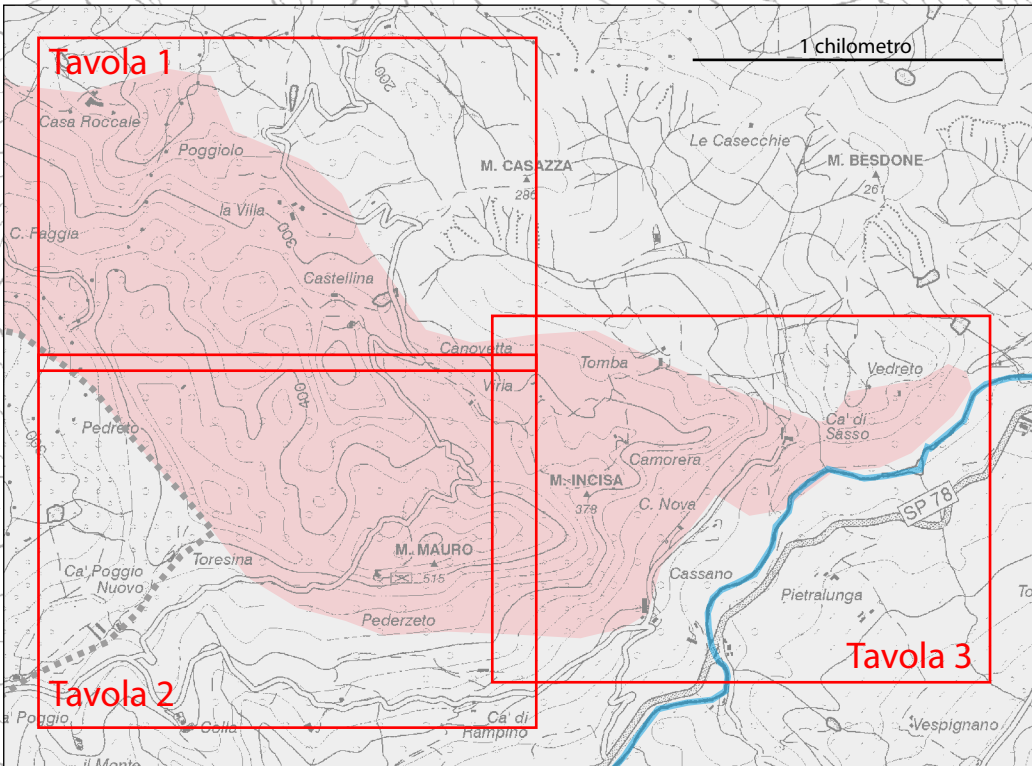 Tavola 1
1 chilometro
200
Casa Roccale
Poggiolo
Le Casecchie
M. CASAZZA
M. BESDONE
261
la Villa
300
C. Faggia
Castellina
Canovetta
Tomba
Virla
Vedreto
400
Pedreto
Ca' di
Sasso
Camorera
M. INCISA
378
C. Nova
SP 78
M. MAURO
515
Toresina
Cassano
Ca' Poggio
Nuovo
Pietralunga
Pederzeto
Tavola 3
Tavola 2
a Poggio
Colla
Ca' di
Rampino
Vespignano
il Monte